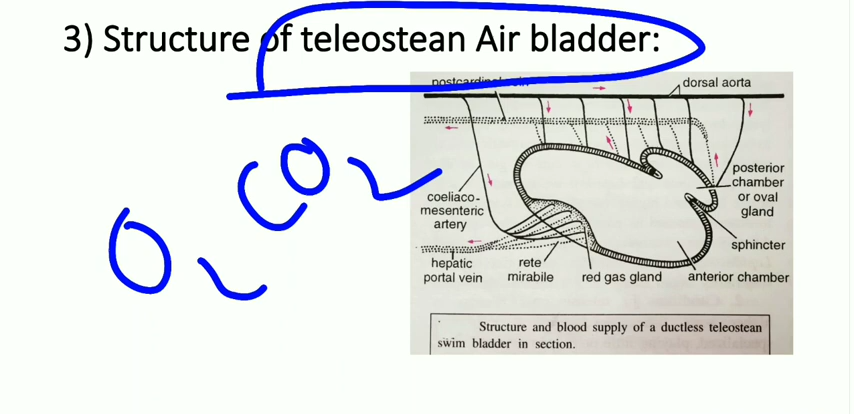 3) Structure of teleostean Air bladder:
dorsal aorta
CO2
O2
coeliaco-
mesenteric
artery
posterior
chamber
or oval
gland
sphincter
hepatic
portal vein
rete
mirabile
red gas gland
anterior chamber
Structure and blood supply of a ductless teleostean
swim bladder in section.